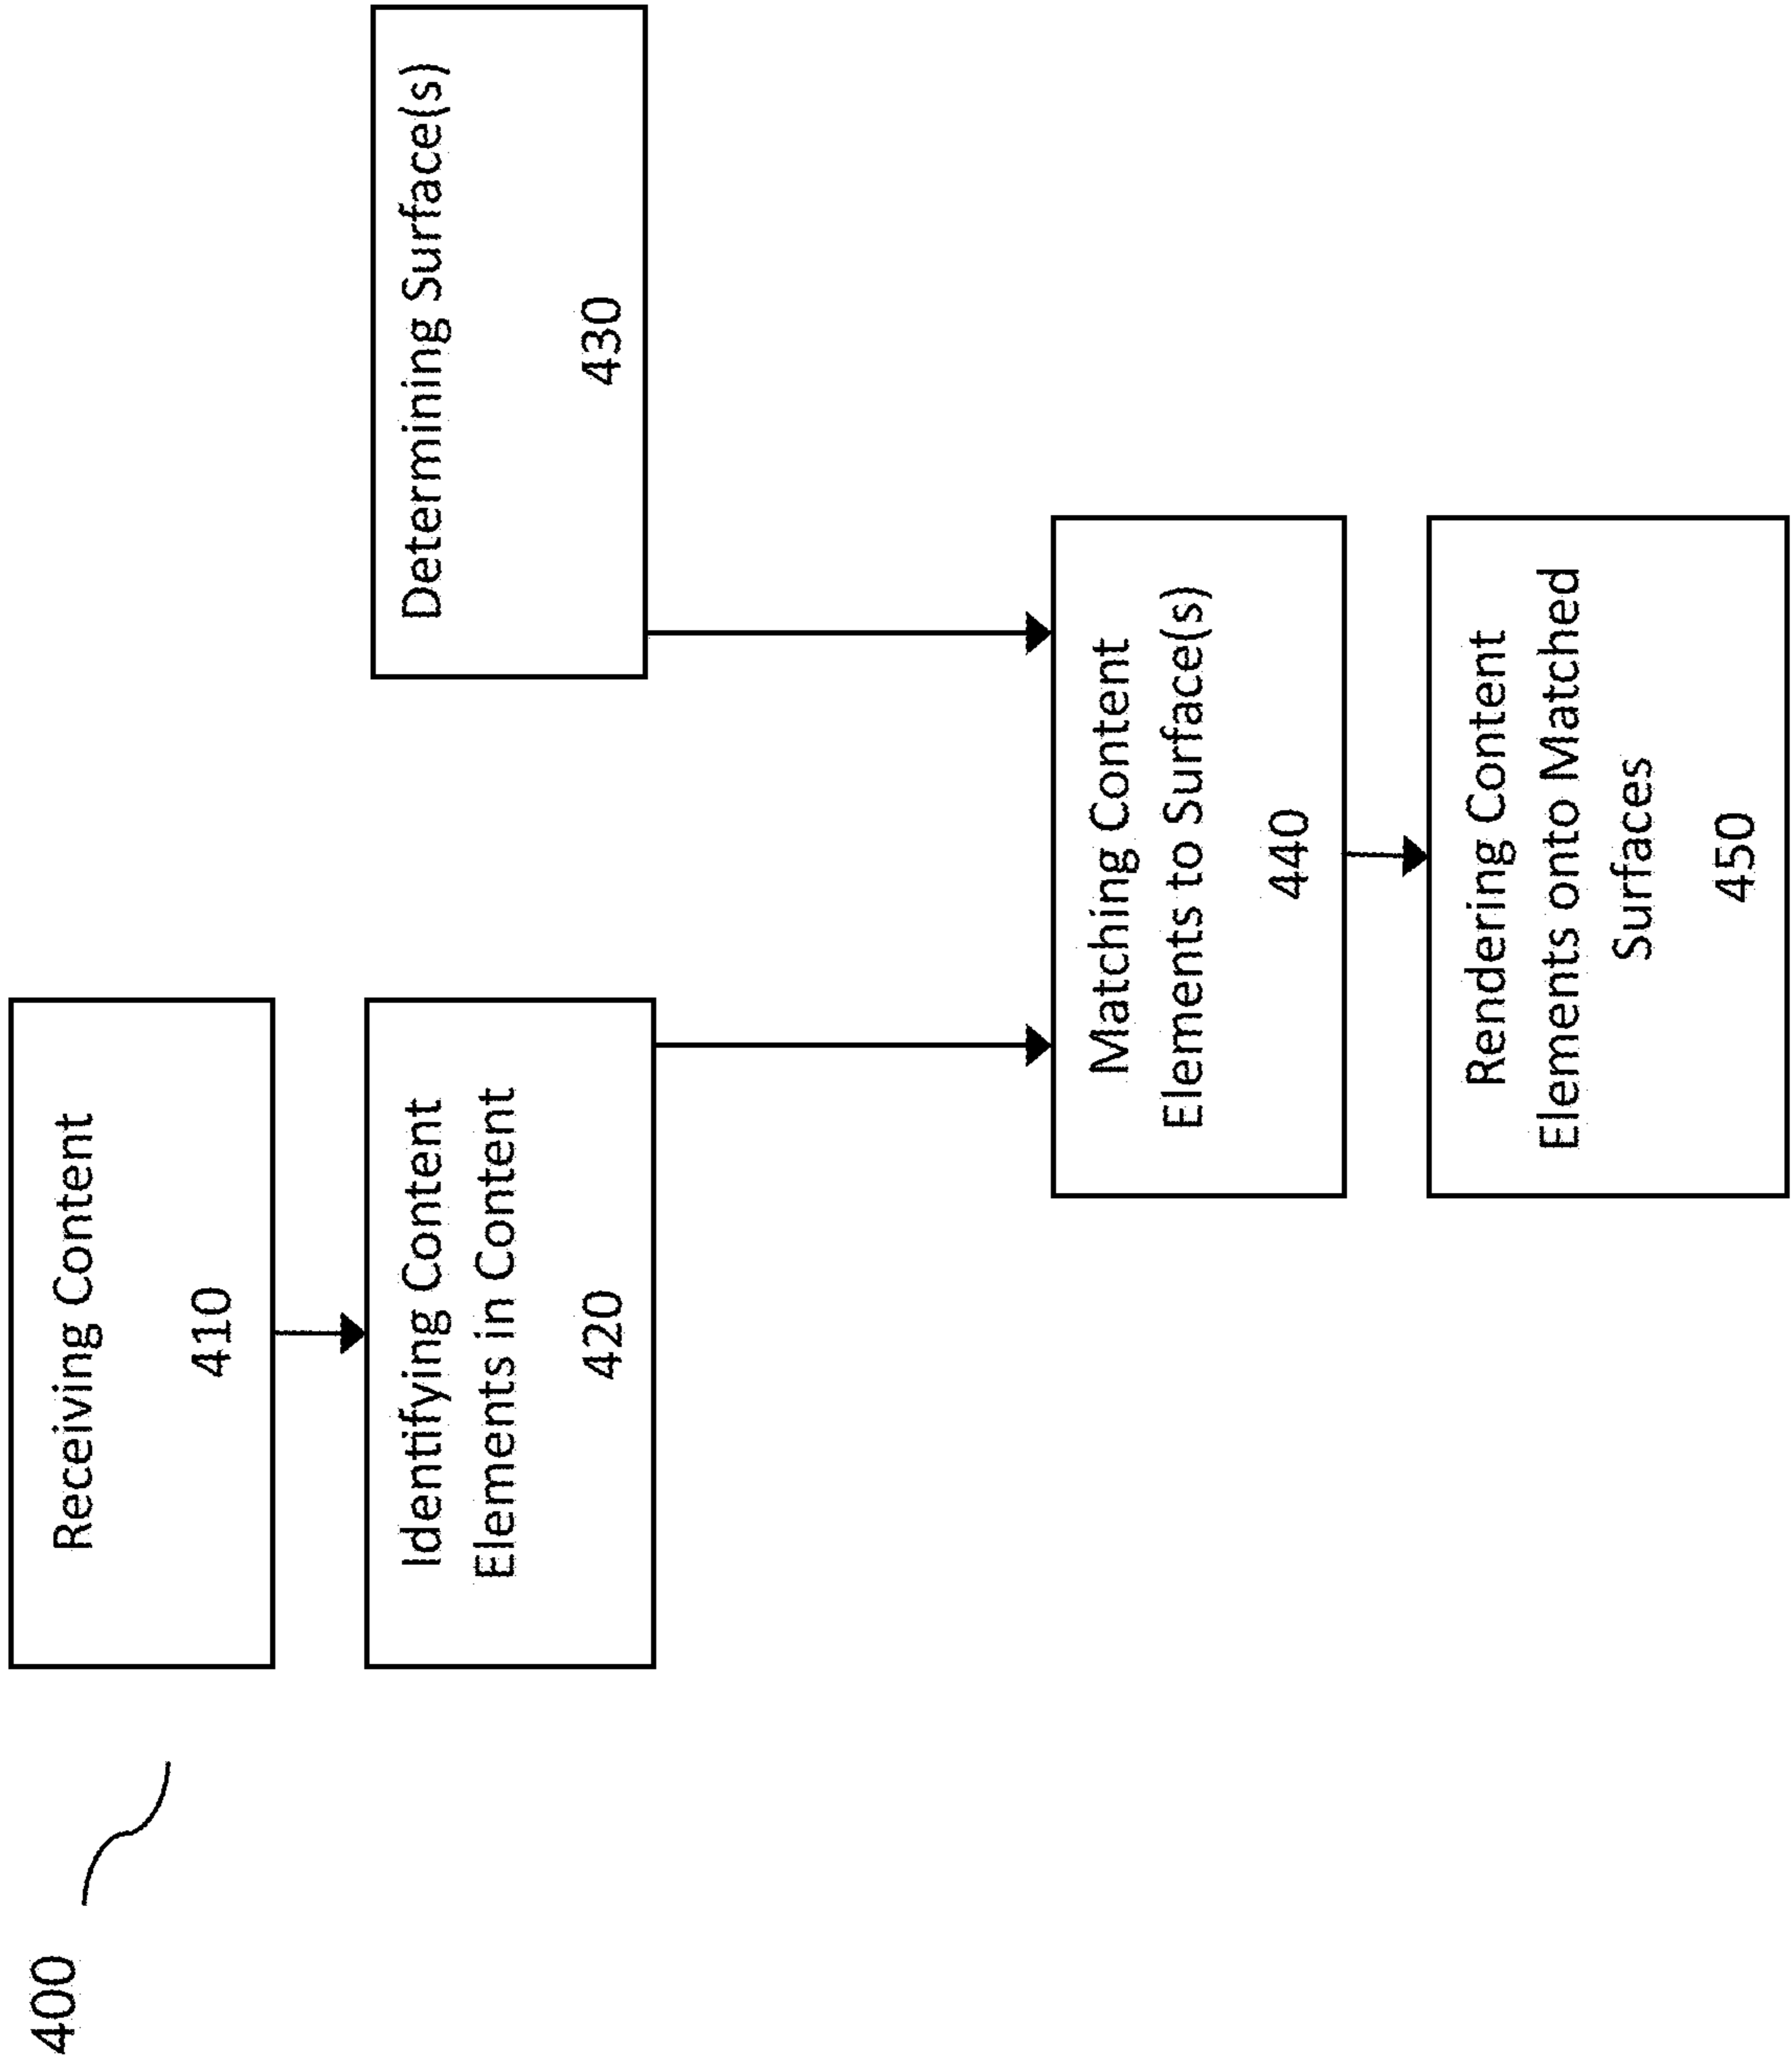 400
Receiving Content
410
Identifying Content
Elements in Content
420
Determining Surface(s)
430
Matching Content
Elements to Surface(s)
440
Rendering Content
Elements onto Matched
Surfaces
450